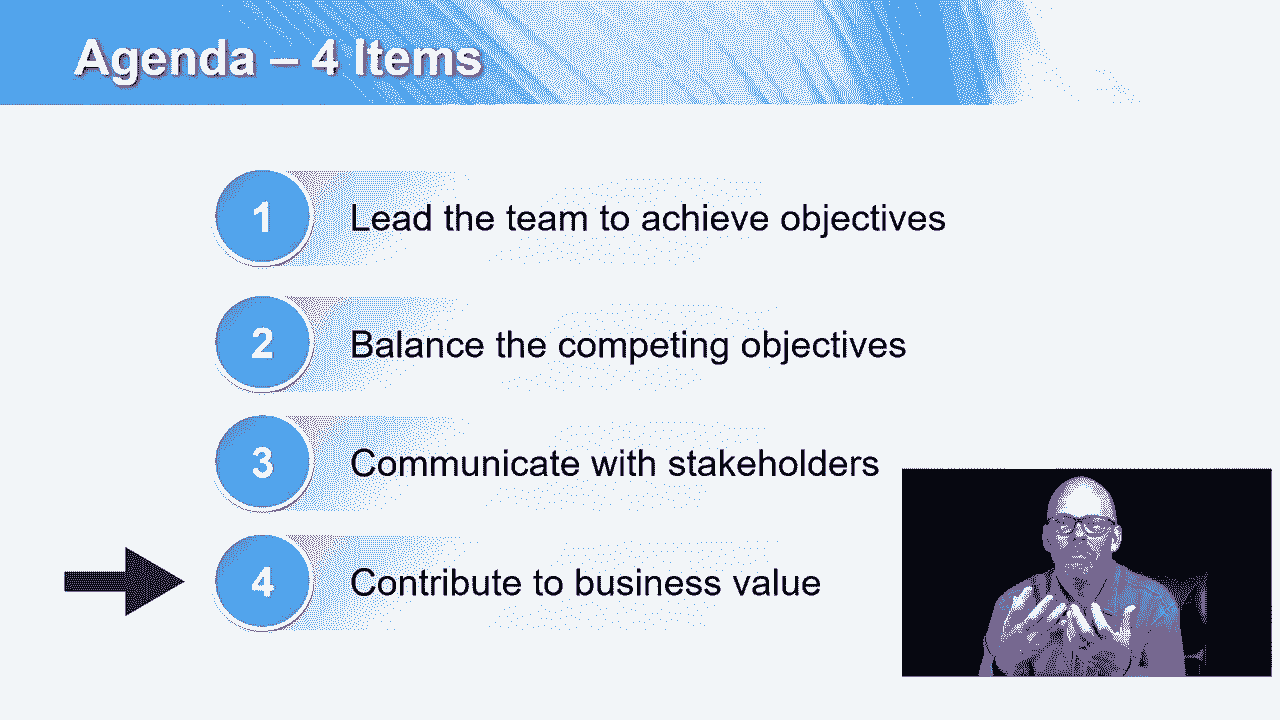 Agenda – 4 Items
1 Lead the team to achieve objectives
2 Balance the competing objectives
3 Communicate with stakeholders
4 Contribute to business value